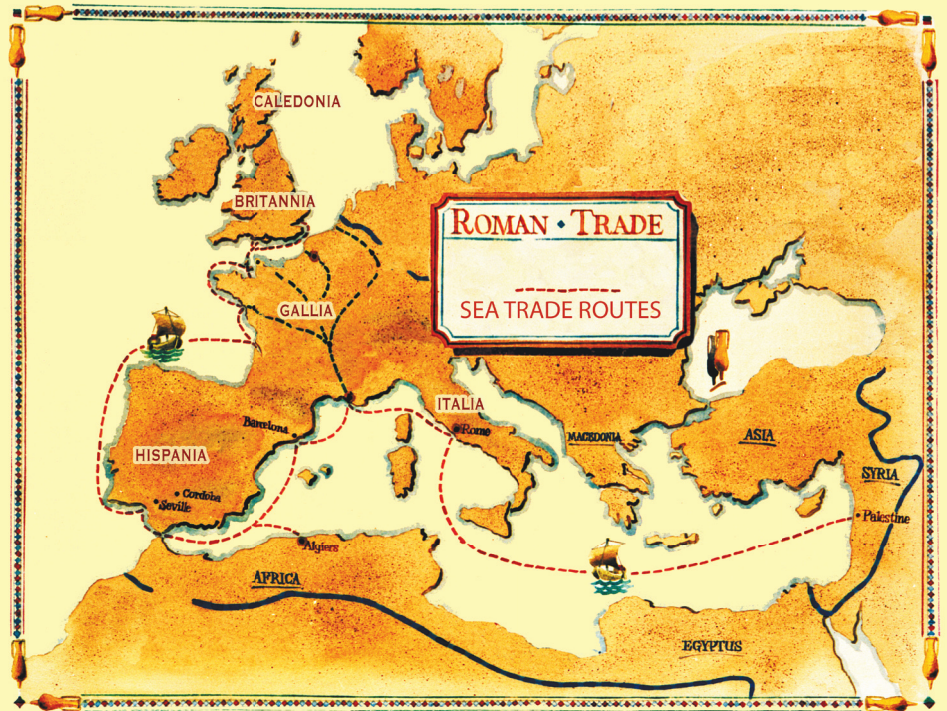 CALEDONIA
BRITANNIA
ROMAN • TRADE
SEA TRADE ROUTES
GALLIA
ITALIA
Barcelona
Rome
MACEDONIA
ASIA
HISPANIA
SYRIA
Cordoba
Seville
Palestine
Algiers
AFRICA
EGYPTUS